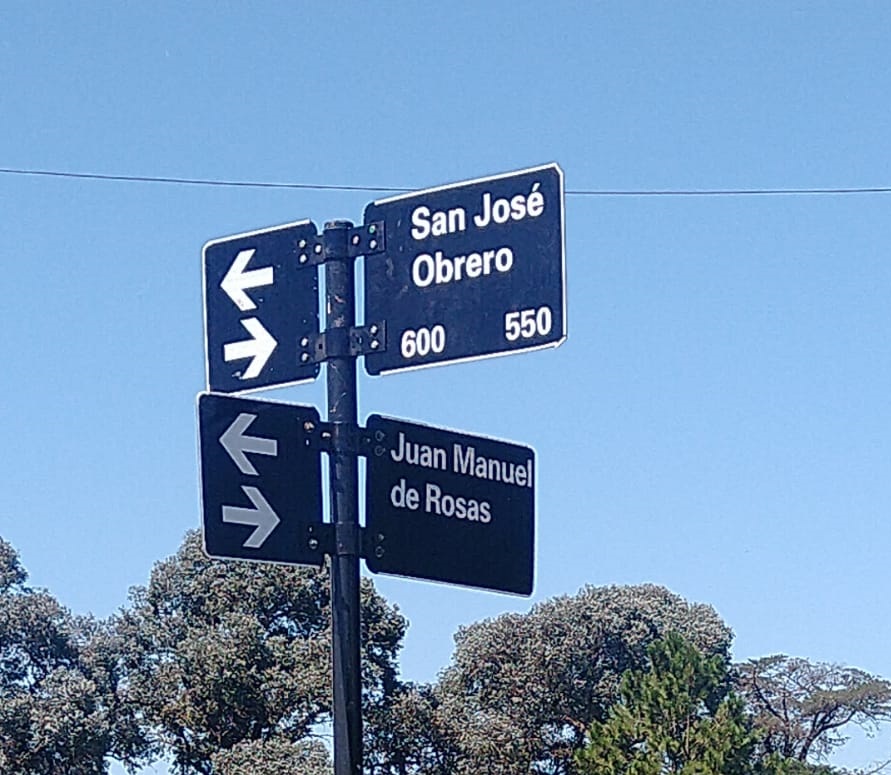 San José
Obrero
600 550
Juan Manuel
de Rosas